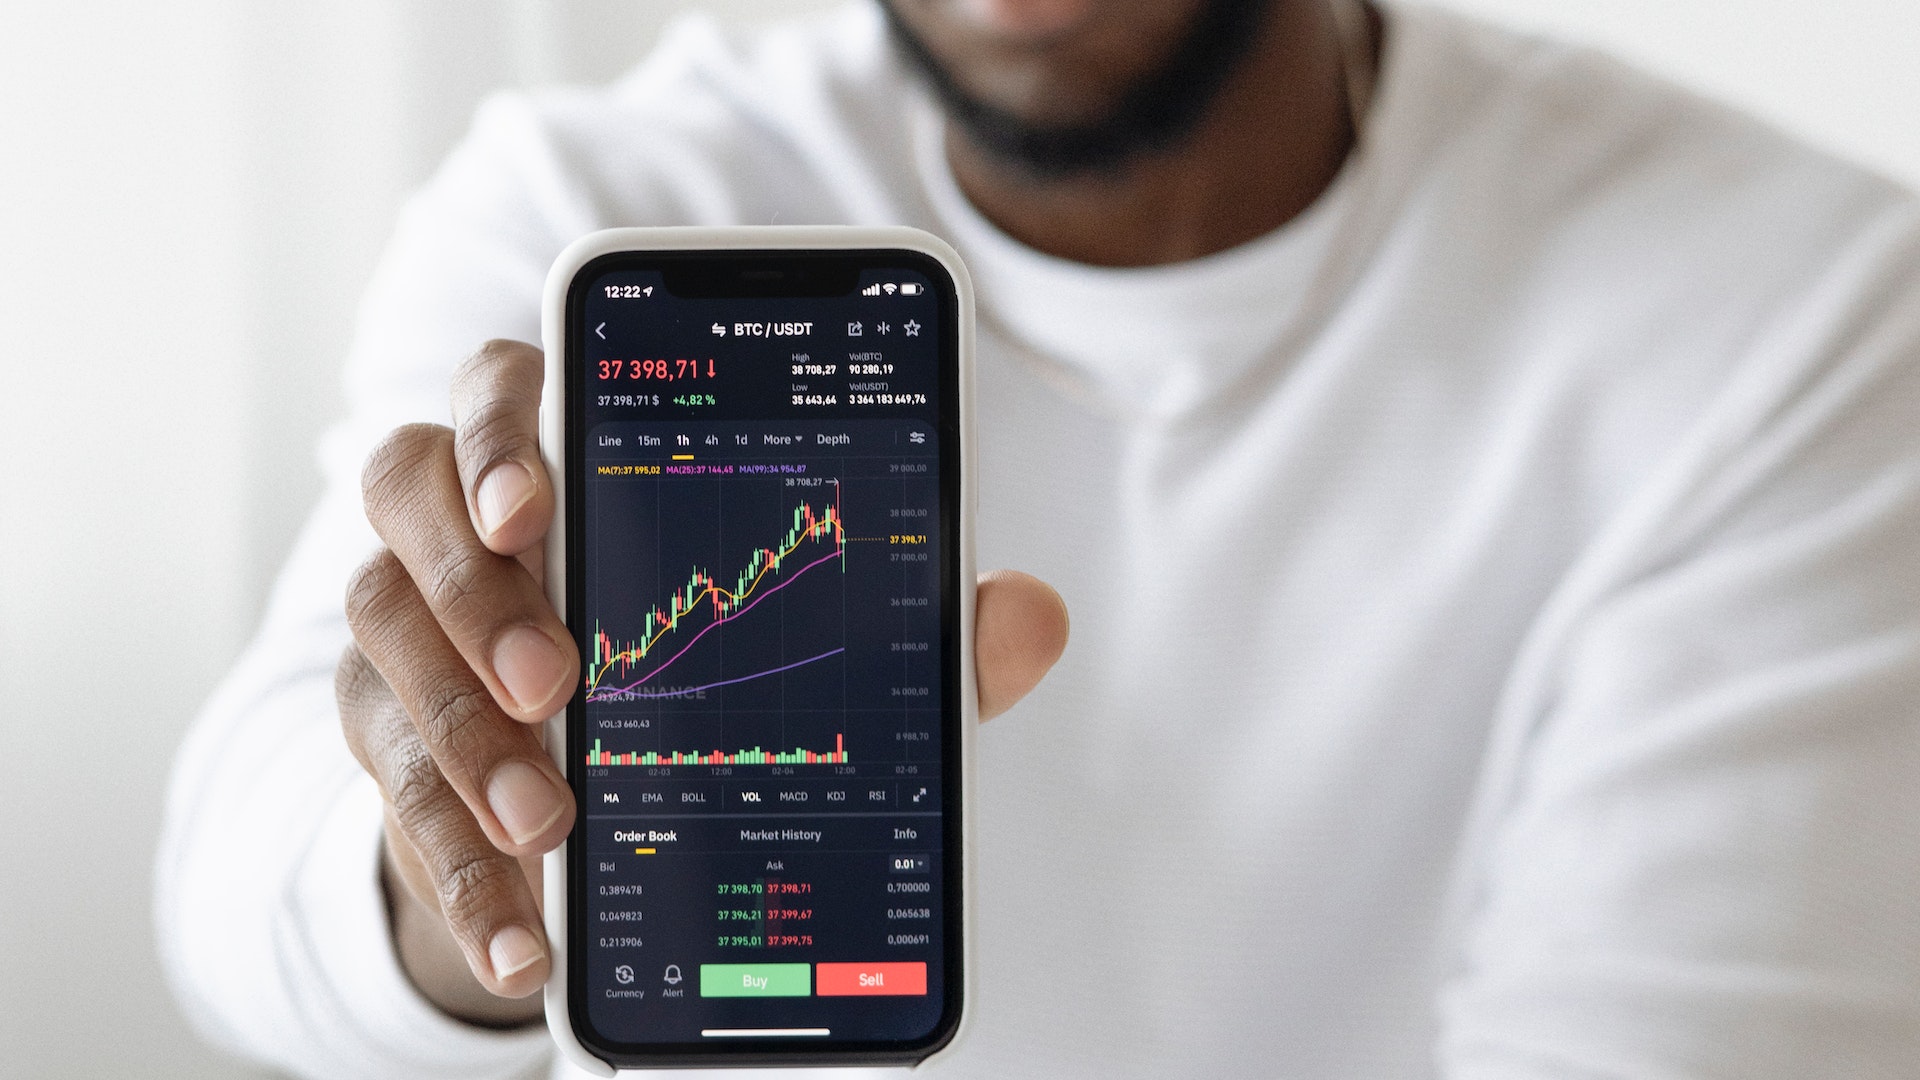 12:22
BTC / USDT
37 398,71
High
Vol(BTC)
38 708,27
90 280,19
37 398,71 $ +4,82 %
Low
Vol(USDT)
35 643,64
3 364 183 649,76
Line 15m 1h 4h 1d More Depth
MA(7):37 595,02 MA(25):37 144,45 MA(99):34 954,87
39 000,00
38 708,27
38 000,00
37 398,71
37 000,00
36 000,00
35 000,00
34 000,00
33 924,73
BINANCE
VOL:3 660,43
8 988,70
12:00 02-03 12:00 02-04 12:00 02-05
MA EMA BOLL VOL MACD KDJ RSI
Order Book Market History Info
Bid Ask 0.01
0,389478 37 398,70 37 398,71 0,700000
0,049823 37 396,21 37 399,67 0,065638
0,213906 37 395,01 37 399,75 0,000691
Currency Alert Buy Sell